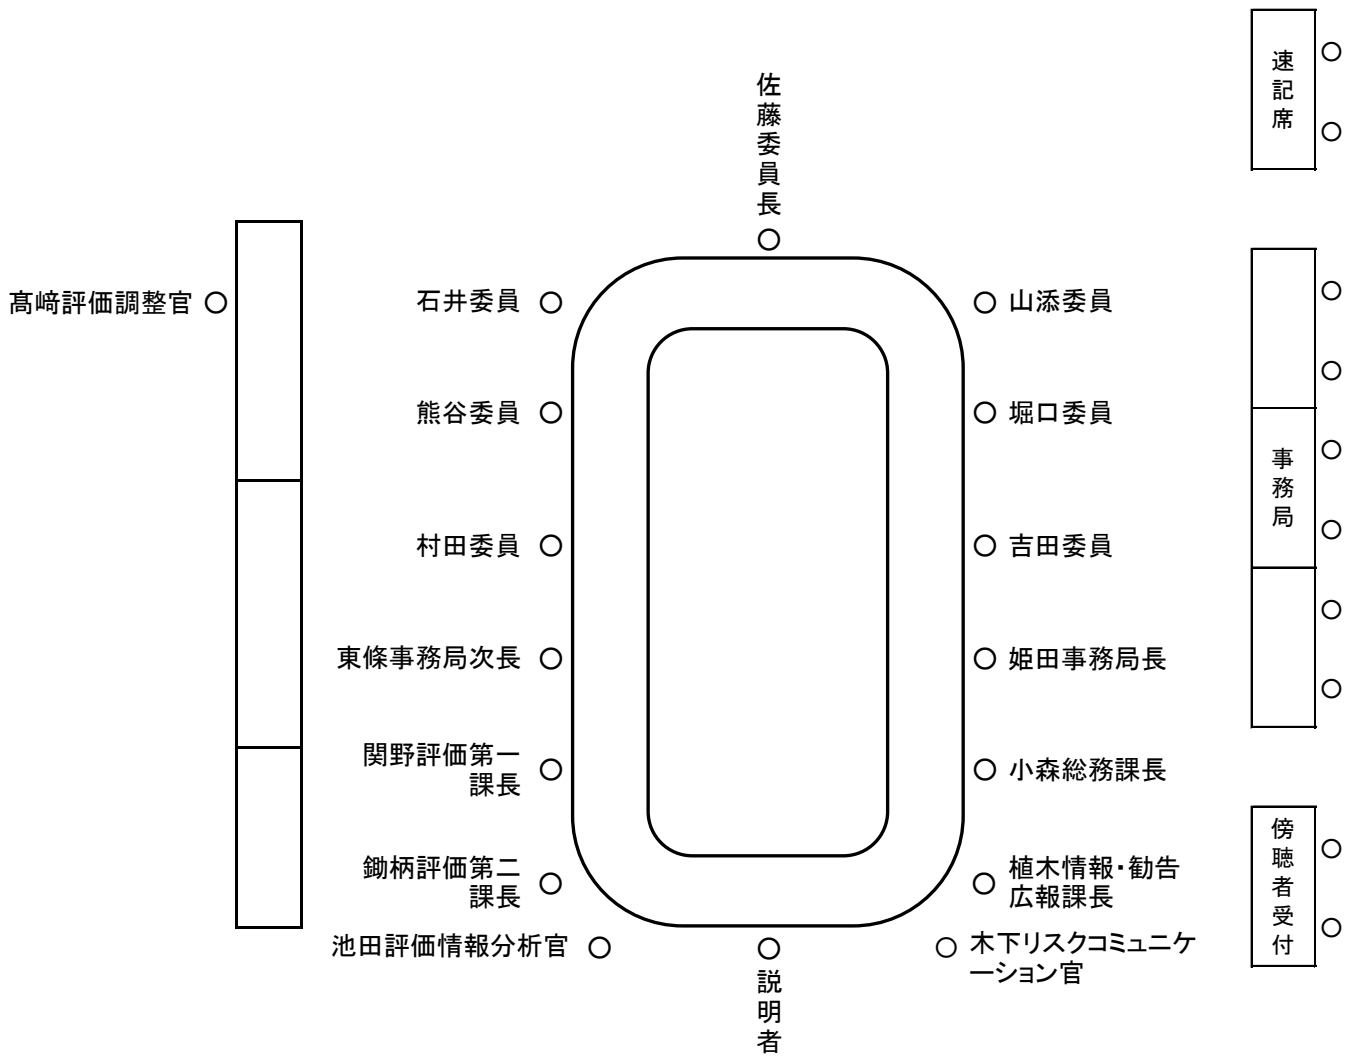 速記席
佐藤委員長
髙﨑評価調整官
石井委員
山添委員
熊谷委員
堀口委員
事務局
村田委員
吉田委員
東條事務局次長
姫田事務局長
関野評価第一
課長
小森総務課長
鋤柄評価第二
課長
植木情報・勧告
広報課長
傍聴者受付
池田評価情報分析官
説明者
木下リスクコミュニケ
ーション官